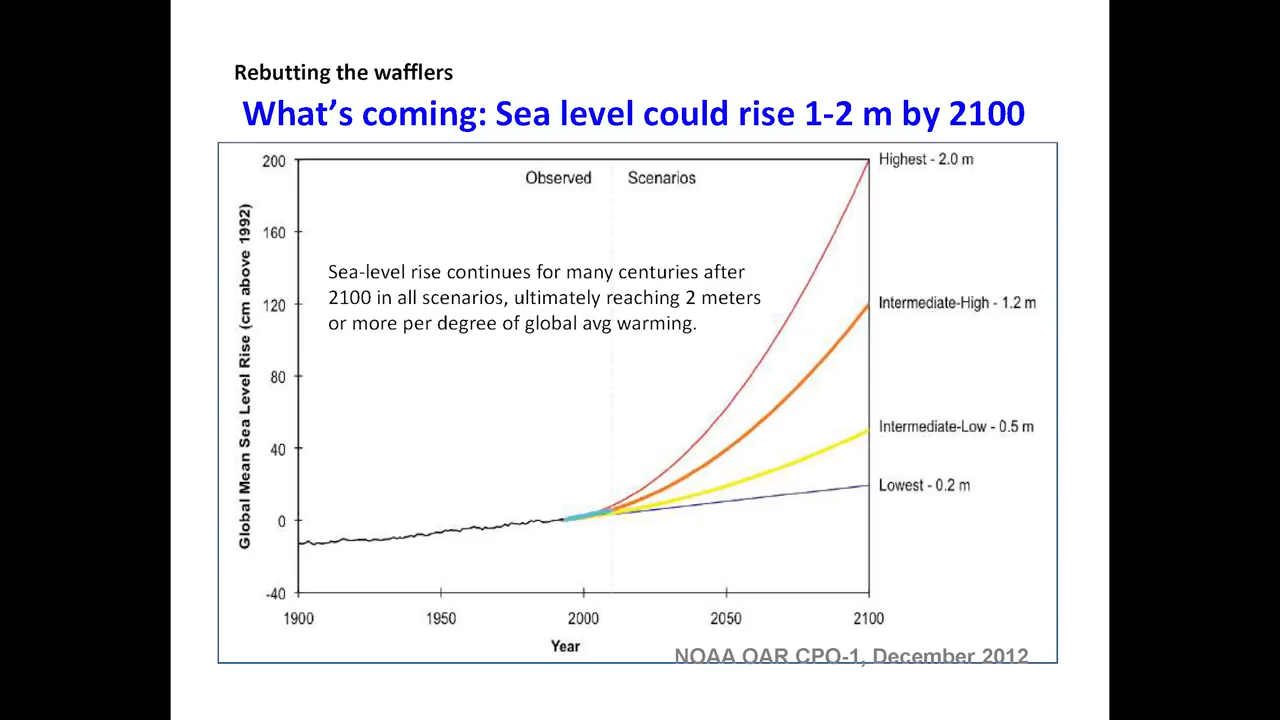 Rebutting the wafflers
What's coming: Sea level could rise 1-2 m by 2100
200
160
120
80
40
0
-40
Global Mean Sea Level Rise (cm above 1992)
Observed
Scenarios
Sea-level rise continues for many centuries after
2100 in all scenarios, ultimately reaching 2 meters
or more per degree of global avg warming.
Highest - 2.0 m
Intermediate-High - 1.2 m
Intermediate-Low - 0.5 m
Lowest - 0.2 m
1900
1950
2000
2050
2100
Year
NOAA OAR CPO-1, December 2012